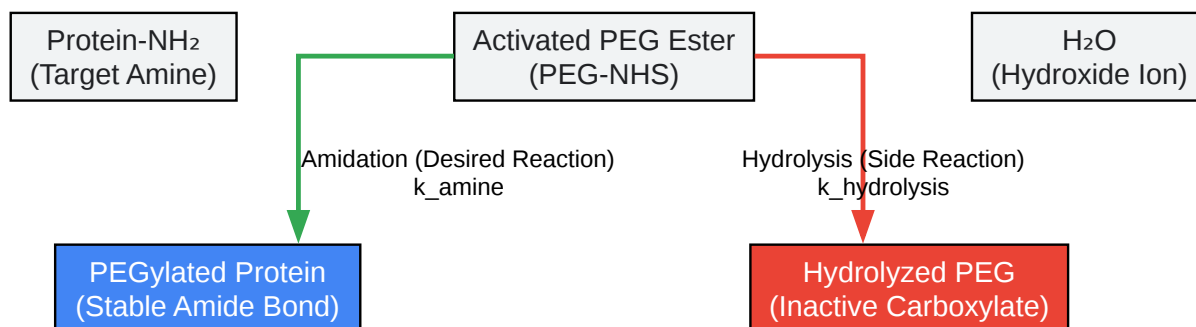 Protein-NH₂
(Target Amine)
Activated PEG Ester
(PEG-NHS)
H₂O
(Hydroxide Ion)
Amidation (Desired Reaction)
k_amine
Hydrolysis (Side Reaction)
k_hydrolysis
PEGylated Protein
(Stable Amide Bond)
Hydrolyzed PEG
(Inactive Carboxylate)